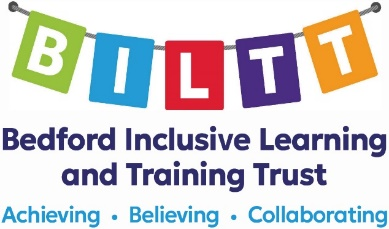 BILTT
Bedford Inclusive Learning
and Training Trust
Achieving • Believing • Collaborating